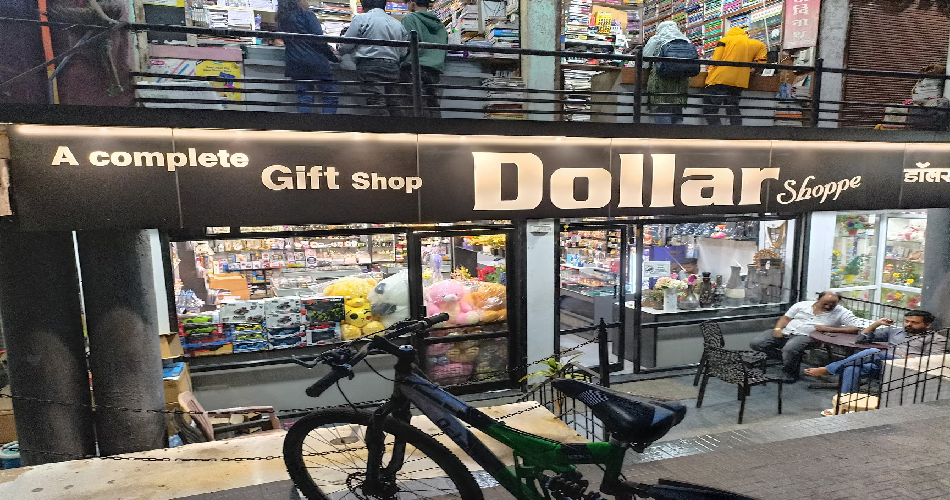 A complete
Gift Shop
Dollar Shoppe
डॉलर